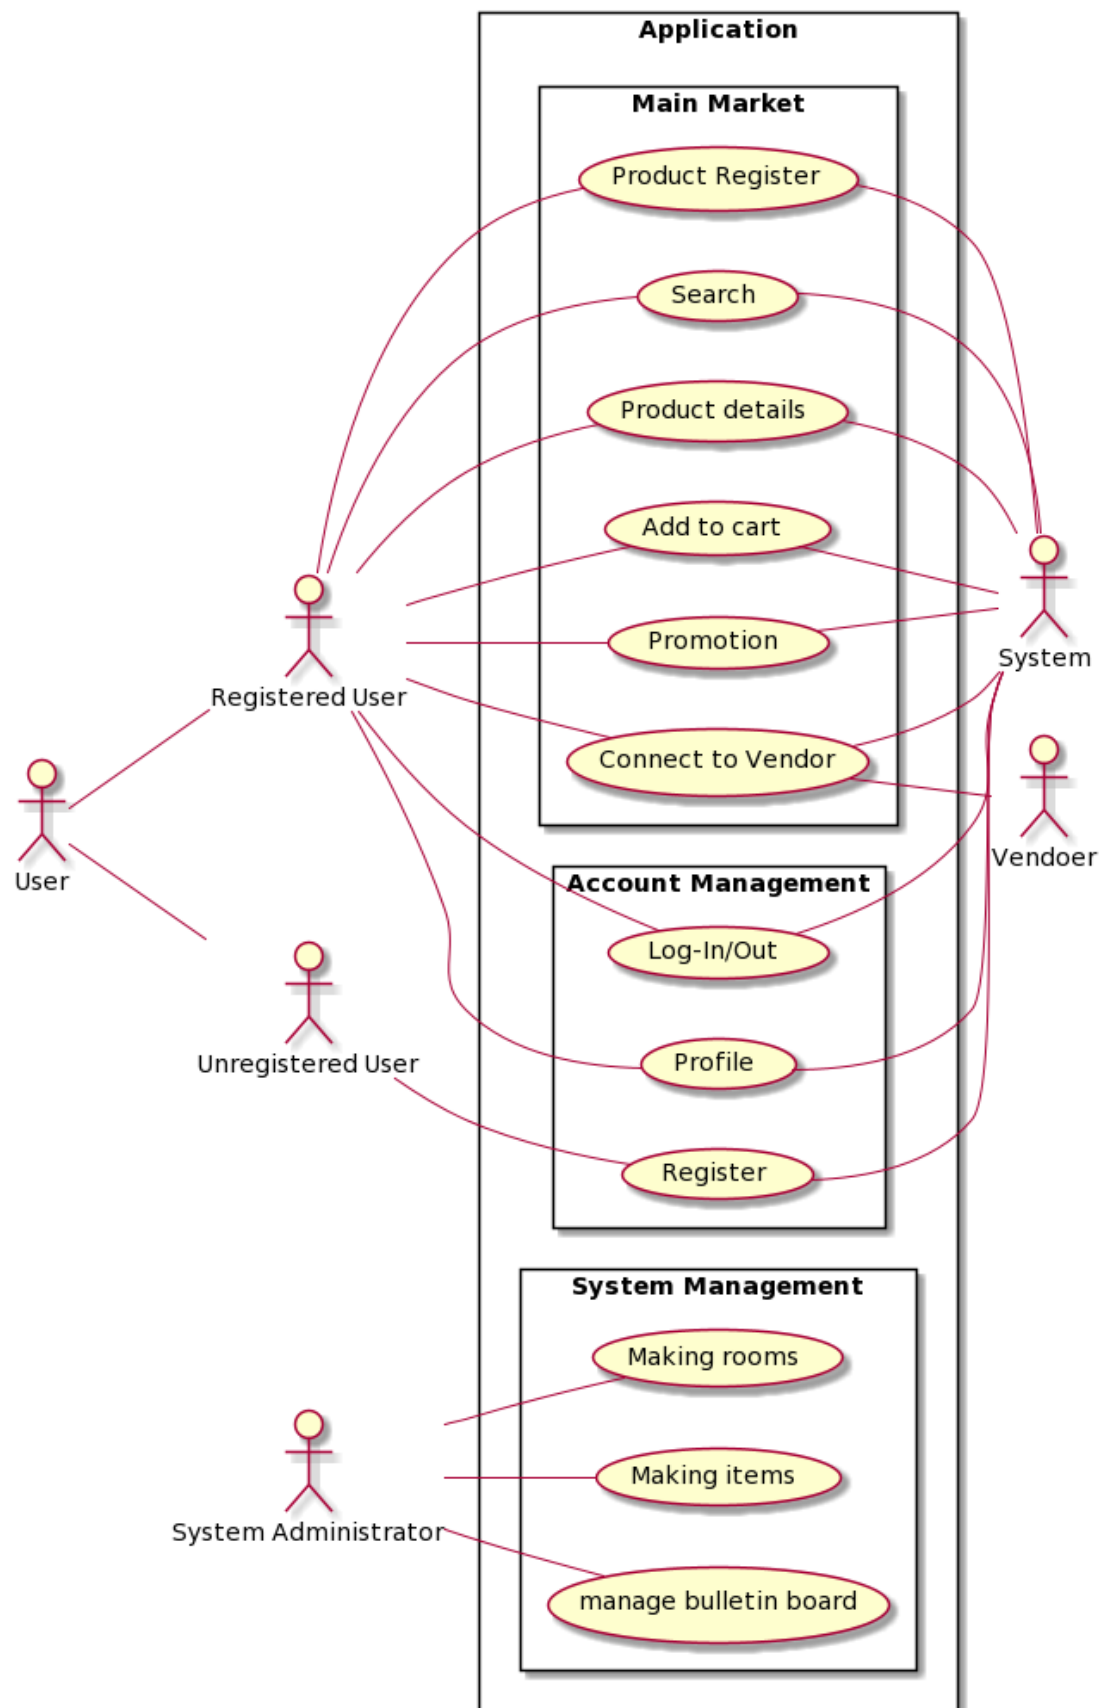 Application
Main Market
Product Register
Search
Product details
Add to cart
Promotion
Connect to Vendor
Registered User
System
User
Vendoer
Account Management
Log-In/Out
Profile
Register
Unregistered User
System Management
Making rooms
Making items
manage bulletin board
System Administrator